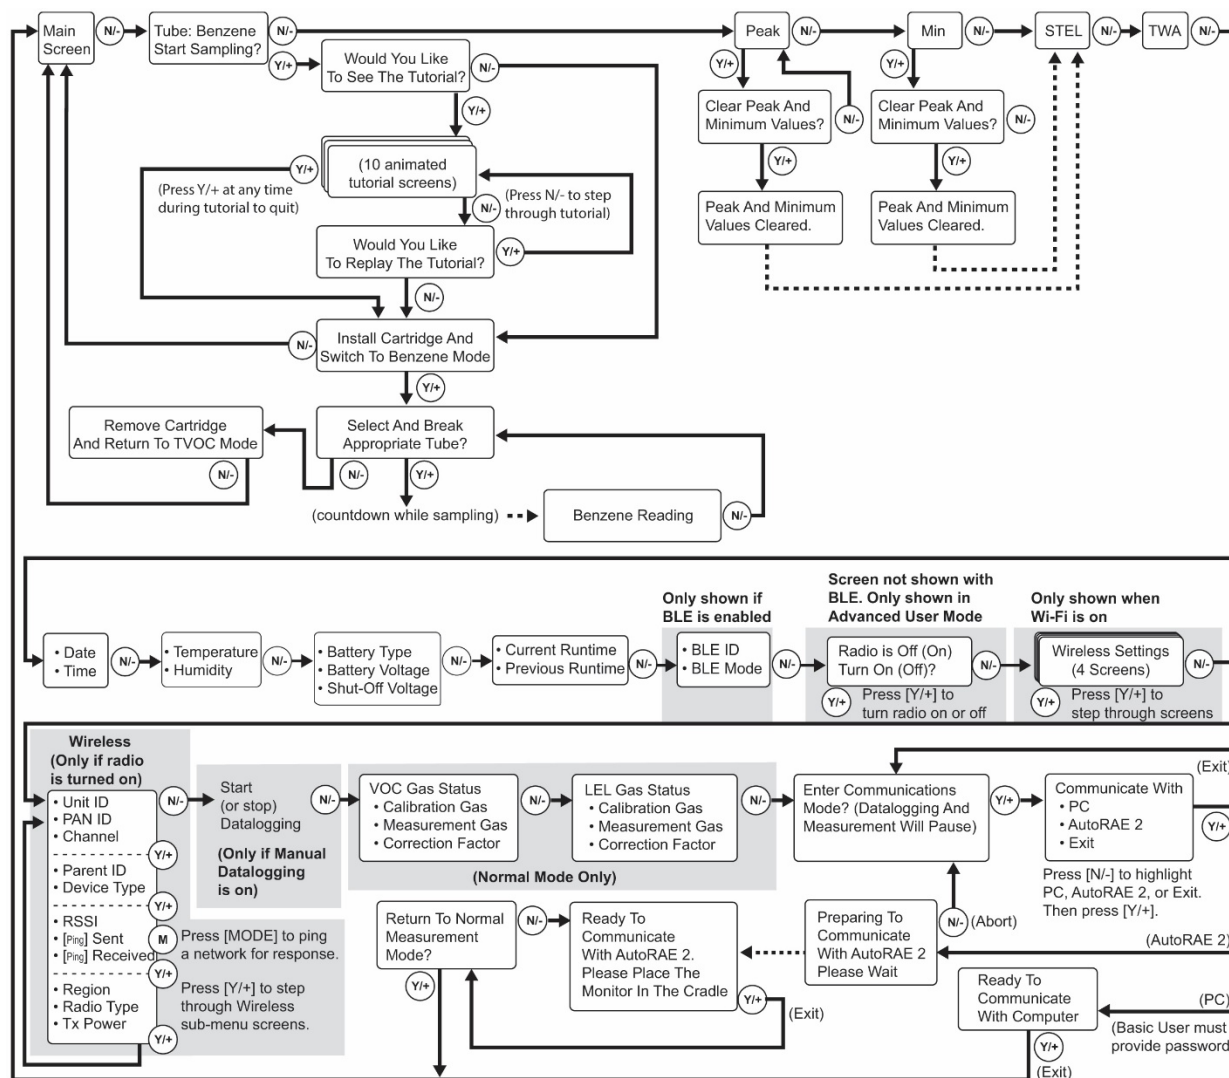 Main
Screen
N/-
Tube: Benzene
Start Sampling?
N/-
Peak
N/-
Min
N/-
STEL
N/-
TWA
N/-
Y/+
Would You Like
To See The Tutorial?
N/-
Y/+
Y/+
Y/+
Clear Peak And
Minimum Values?
N/-
Clear Peak And
Minimum Values?
N/-
Y/+
(10 animated
tutorial screens)
Y/+
Y/+
(Press Y/+ at any time
during tutorial to quit)
N/-
(Press N/- to step
through tutorial)
Peak And Minimum
Values Cleared.
Peak And Minimum
Values Cleared.
Would You Like
To Replay The Tutorial?
Y/+
N/-
N/-
Install Cartridge And
Switch To Benzene Mode
Y/+
Remove Cartridge
And Return To TVOC Mode
Select And Break
Appropriate Tube?
N/-
N/-
Y/+
(countdown while sampling)
Benzene Reading
N/-
Only shown if
BLE is enabled
Screen not shown with
BLE. Only shown in
Advanced User Mode
Only shown when
Wi-Fi is on
• Date
• Time
N/-
• Temperature
• Humidity
N/-
• Battery Type
• Battery Voltage
• Shut-Off Voltage
N/-
• Current Runtime
• Previous Runtime
N/-
• BLE ID
• BLE Mode
N/-
Radio is Off (On)
Turn On (Off)?
N/-
Wireless Settings
(4 Screens)
N/-
Y/+
Press [Y/+] to
turn radio on or off
Y/+
Press [Y/+] to
step through screens
Wireless
(Only if radio
is turned on)
• Unit ID
• PAN ID
• Channel
N/-
Y/+
• Parent ID
• Device Type
Y/+
• RSSI
• [Ping] Sent
• [Ping] Received
M
Press [MODE] to ping
a network for response.
Y/+
• Region
• Radio Type
• Tx Power
Press [Y/+] to step
through Wireless
sub-menu screens.
Y/+
Start
(or stop)
Datalogging
N/-
(Only if Manual
Datalogging
is on)
VOC Gas Status
• Calibration Gas
• Measurement Gas
• Correction Factor
N/-
LEL Gas Status
• Calibration Gas
• Measurement Gas
• Correction Factor
N/-
(Normal Mode Only)
Enter Communications
Mode? (Datalogging And
Measurement Will Pause)
Y/+
(Exit)
Communicate With
• PC
• AutoRAE 2
• Exit
Y/+
Press [N/-] to highlight
PC, AutoRAE 2, or Exit.
Then press [Y/+].
Return To Normal
Measurement
Mode?
N/-
Y/+
Ready To
Communicate
With AutoRAE 2.
Please Place The
Monitor In The Cradle
Y/+
(Exit)
Preparing To
Communicate
With AutoRAE 2
Please Wait
N/-
(Abort)
(AutoRAE 2)
Ready To
Communicate
With Computer
(PC)
(Basic User must
provide password)
Y/+
(Exit)